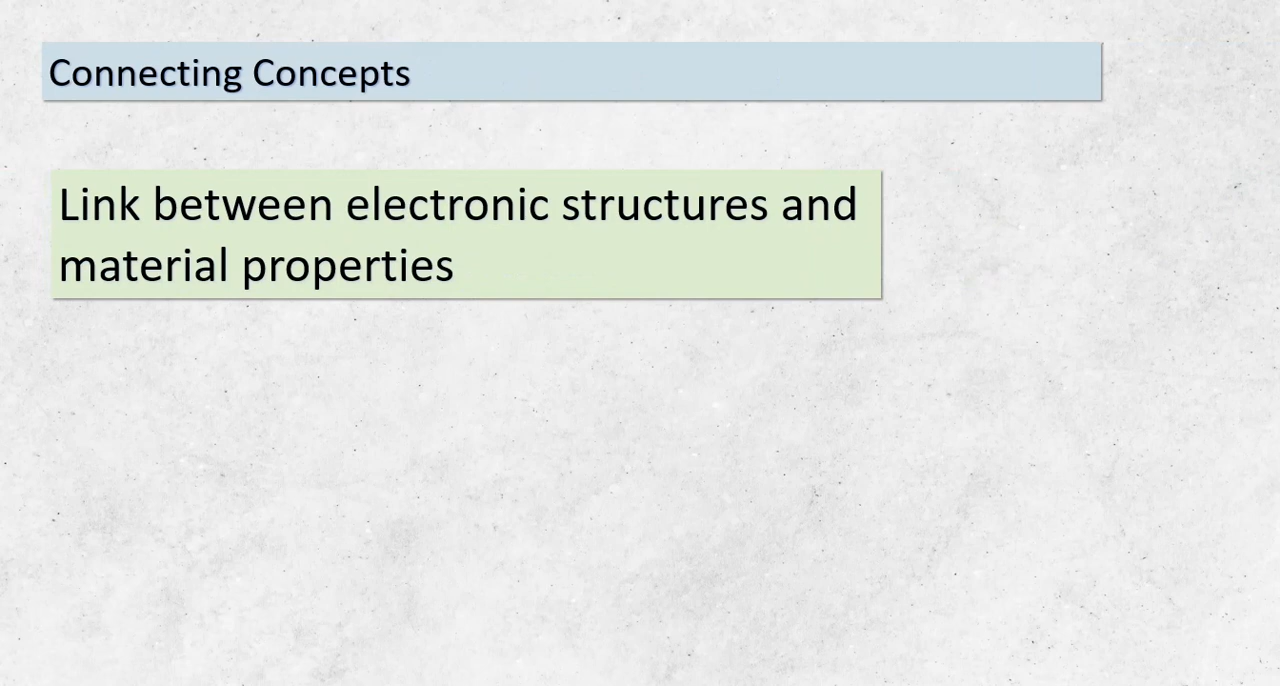 Connecting Concepts
Link between electronic structures and
material properties